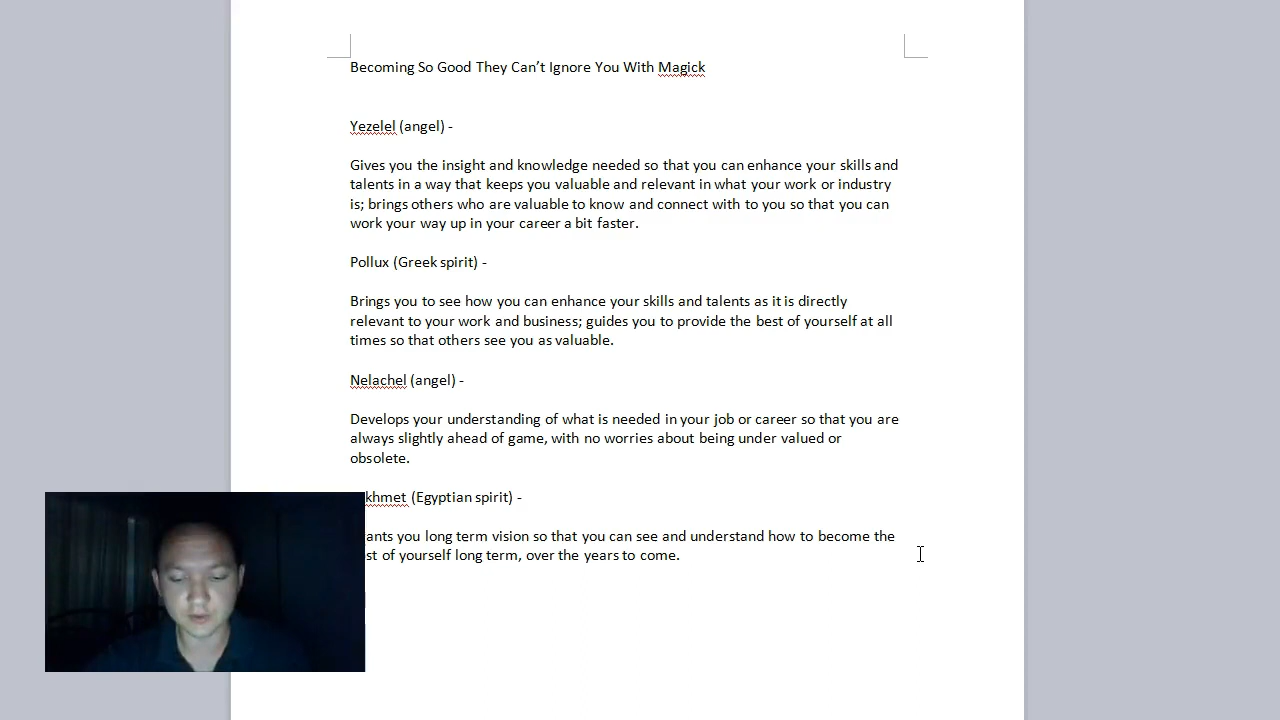 Becoming So Good They Can’t Ignore You With Magick
Yezelel (angel) -
Gives you the insight and knowledge needed so that you can enhance your skills and
talents in a way that keeps you valuable and relevant in what your work or industry
is; brings others who are valuable to know and connect with to you so that you can
work your way up in your career a bit faster.
Pollux (Greek spirit) -
Brings you to see how you can enhance your skills and talents as it is directly
relevant to your work and business; guides you to provide the best of yourself at all
times so that others see you as valuable.
Nelachel (angel) -
Develops your understanding of what is needed in your job or career so that you are
always slightly ahead of game, with no worries about being under valued or
obsolete.
(Egyptian spirit) -
you long term vision so that you can see and understand how to become the
of yourself long term, over the years to come.